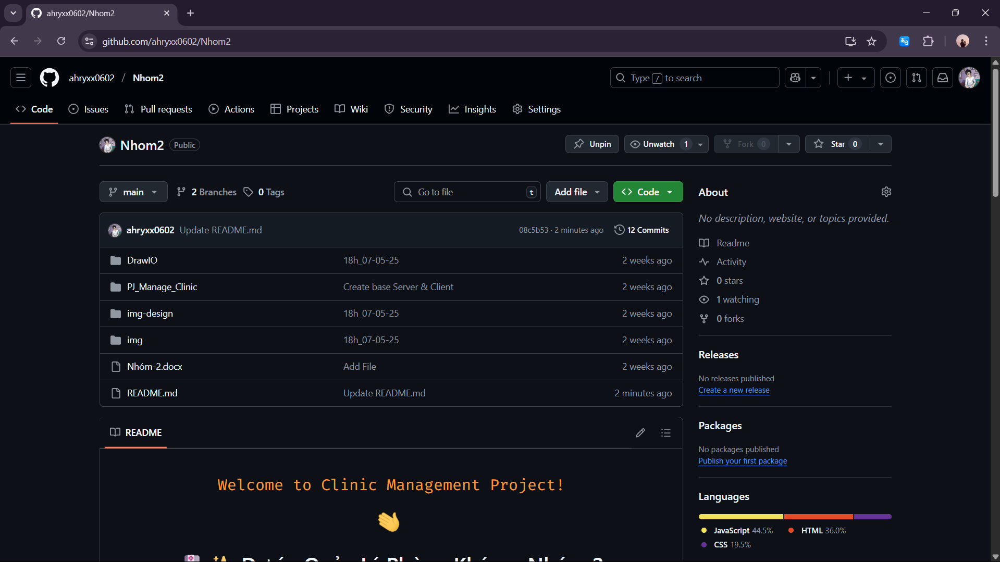 ahryxx0602/Nhom2
github.com/ahryxx0602/Nhom2
ahryxx0602 / Nhom2
Type / to search
Code Issues Pull requests Actions Projects Wiki Security Insights Settings
Nhom2 Public
Unpin Unwatch 1 Fork 0 Star 0
main 2 Branches 0 Tags Go to file t Add file Code
ahryxx0602 Update README.md 08c5b53 · 2 minutes ago 12 Commits
DrawIO 18h_07-05-25 2 weeks ago
PJ_Manage_Clinic Create base Server & Client 2 weeks ago
img-design 18h_07-05-25 2 weeks ago
img 18h_07-05-25 2 weeks ago
Nhóm-2.docx Add File 2 weeks ago
README.md Update README.md 2 minutes ago
README
Welcome to Clinic Management Project!
About
No description, website, or topics provided.
Readme
Activity
0 stars
1 watching
0 forks
Releases
No releases published
Create a new release
Packages
No packages published
Publish your first package
Languages
JavaScript 44.5% HTML 36.0%
CSS 19.5%